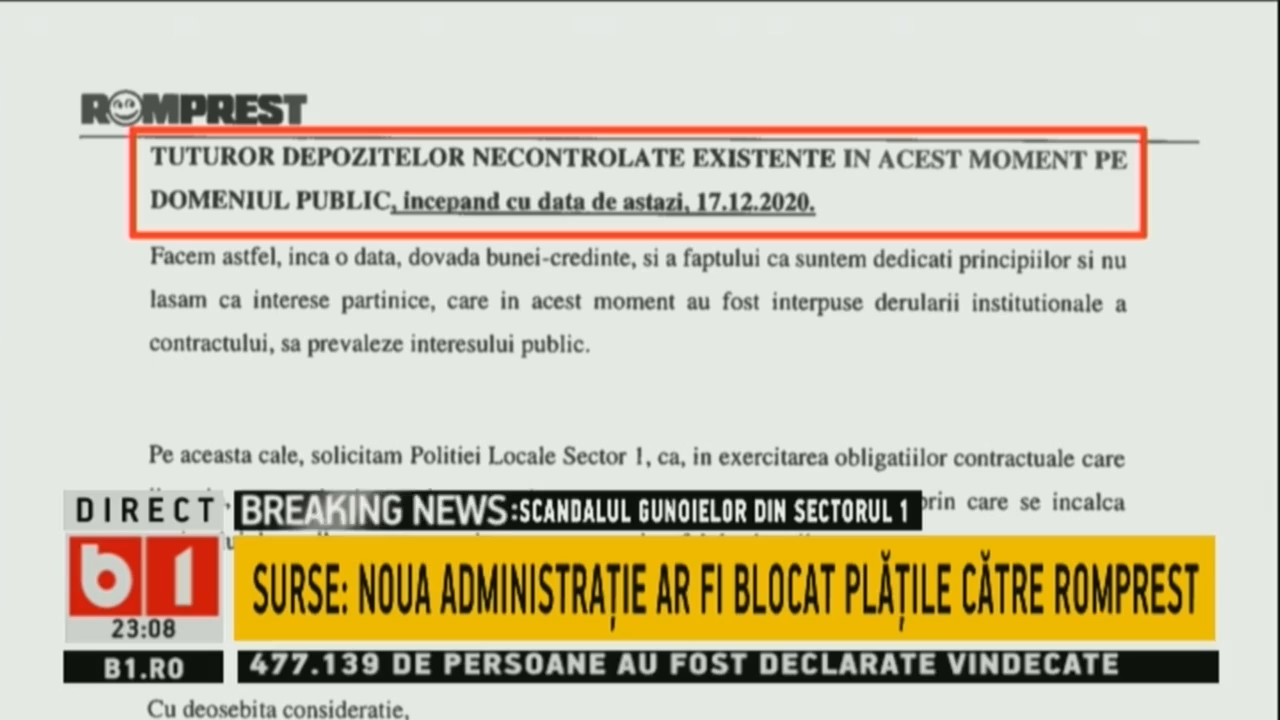 ROMPREST
TUTUROR DEPOZITELOR NECONTROLATE EXISTENTE IN ACEST MOMENT PE
DOMENIUL PUBLIC, incepand cu data de astazi, 17.12.2020.
Facem astfel, inca o data, dovada bunei-credinte, si a faptului ca suntem dedicati principiilor si nu
lasam ca interese partinice, care in acest moment au fost interpuse derularii institutionale a
contractului, sa prevaleze interesului public.
Pe aceasta cale, solicitam Politiei Locale Sector 1, ca, in exercitarea obligatiilor contractuale care
prin care se incalca
DIRECT
BREAKING NEWS:SCANDALUL GUNOIELOR DIN SECTORUL 1
b1
SURSE: NOUA ADMINISTRAȚIE AR FI BLOCAT PLĂȚILE CĂTRE ROMPREST
23:08
B1.RO
477.139 DE PERSOANE AU FOST DECLARATE VINDECATE
Cu deosebita consideratie,